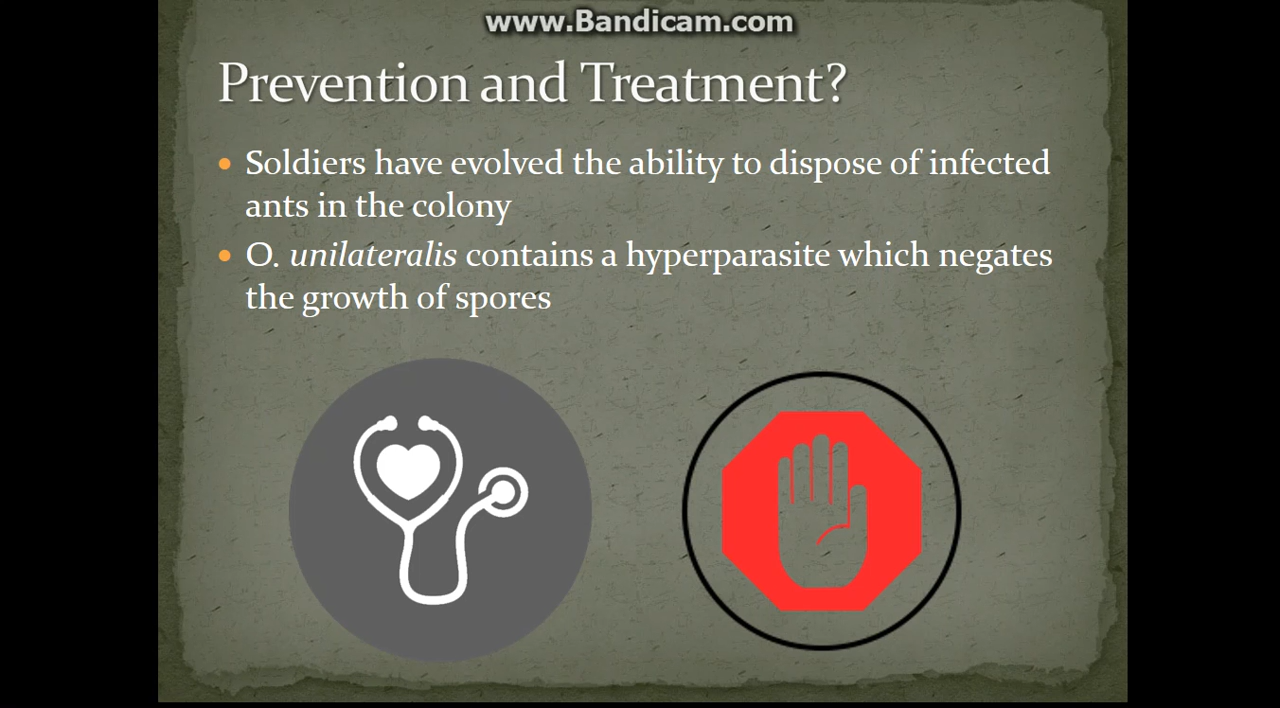 www.Bandicam.com
Prevention and Treatment?
• Soldiers have evolved the ability to dispose of infected
ants in the colony
• O. unilateralis contains a hyperparasite which negates
the growth of spores